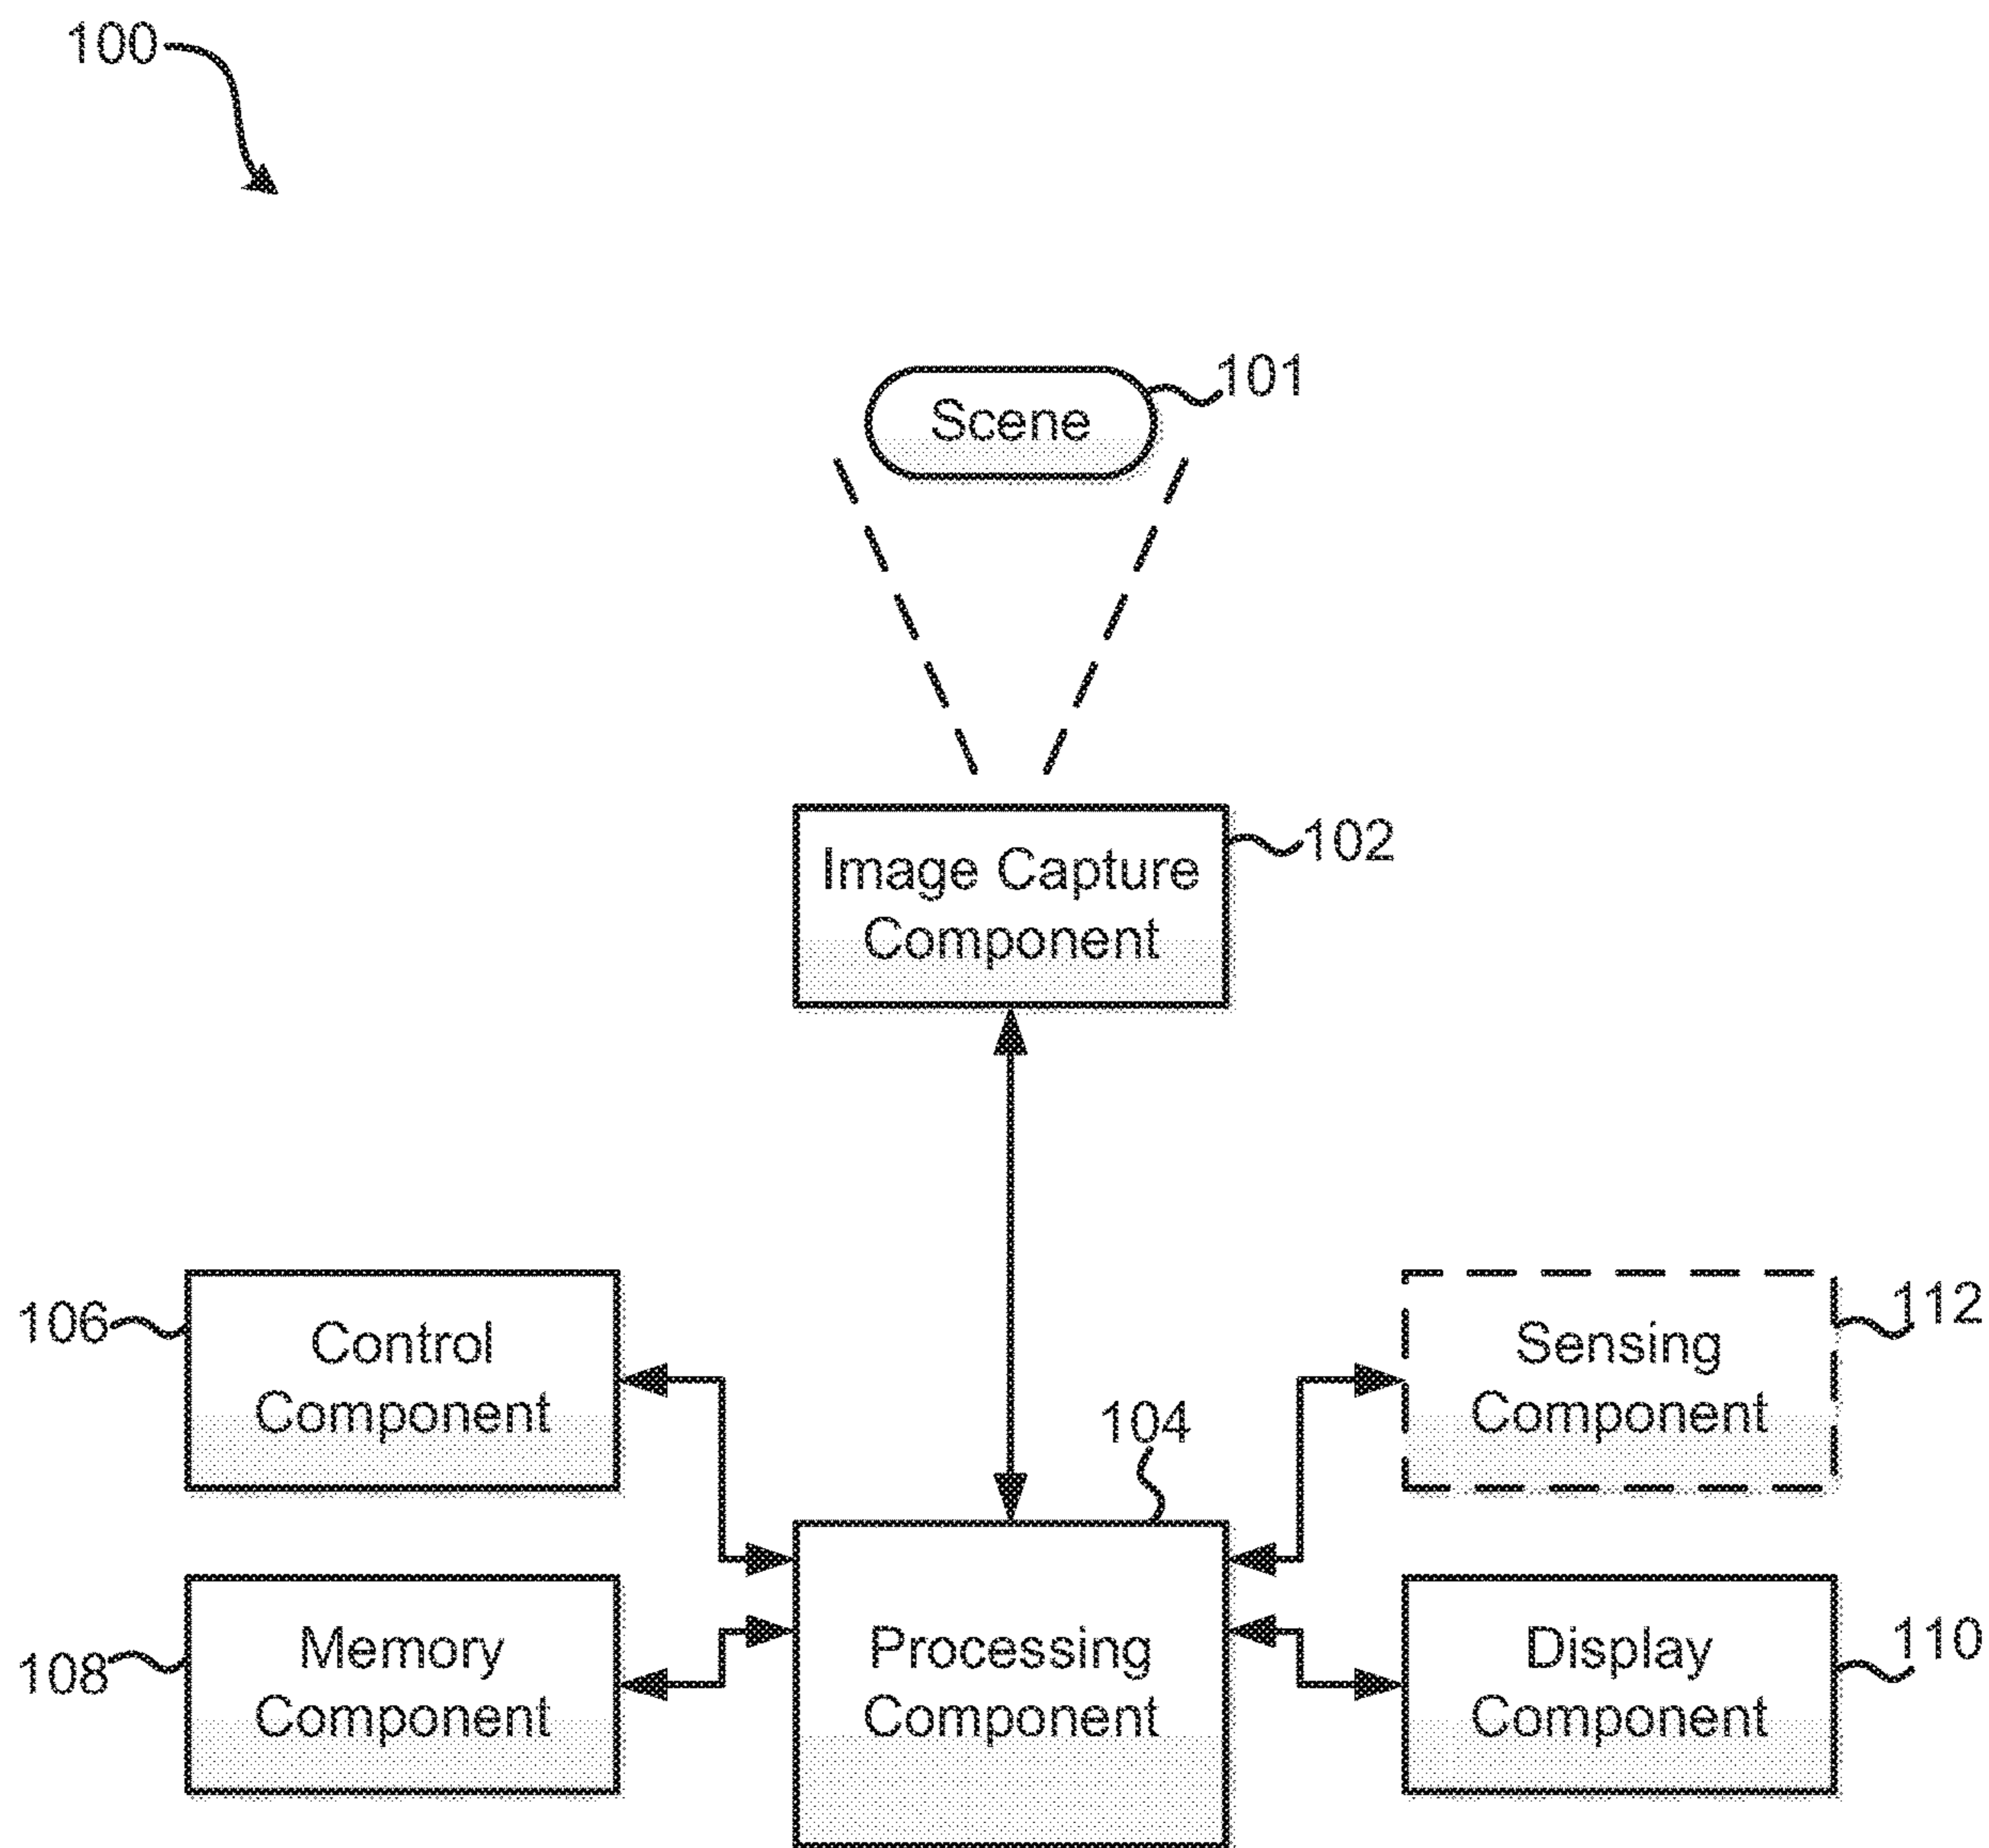 100
Scene
101
Image Capture
Component
102
106
Control
Component
Sensing
Component
112
104
108
Memory
Component
Processing
Component
Display
Component
110